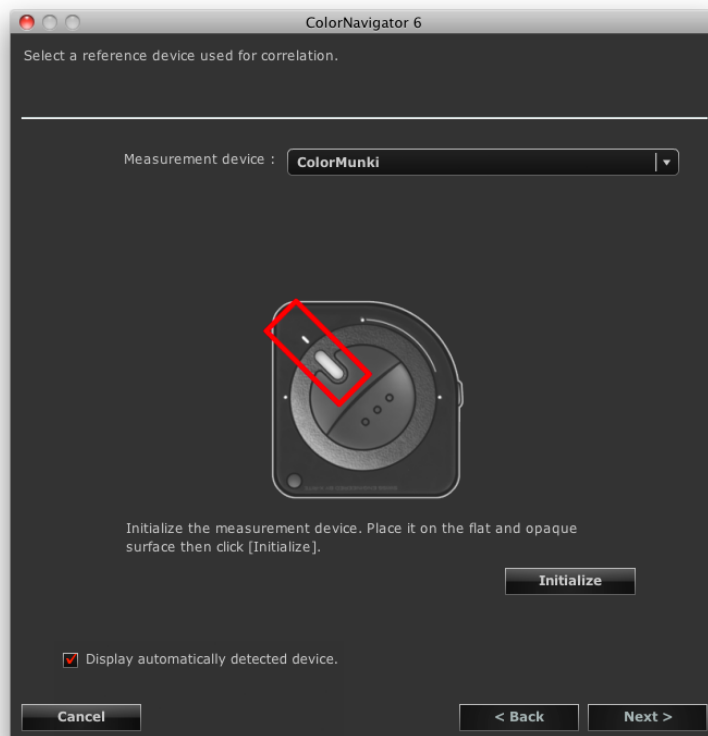 ColorNavigator 6
Select a reference device used for correlation.
Measurement device :
ColorMunki
Initialize the measurement device. Place it on the flat and opaque
surface then click [Initialize].
Initialize
Display automatically detected device.
Cancel
< Back
Next >